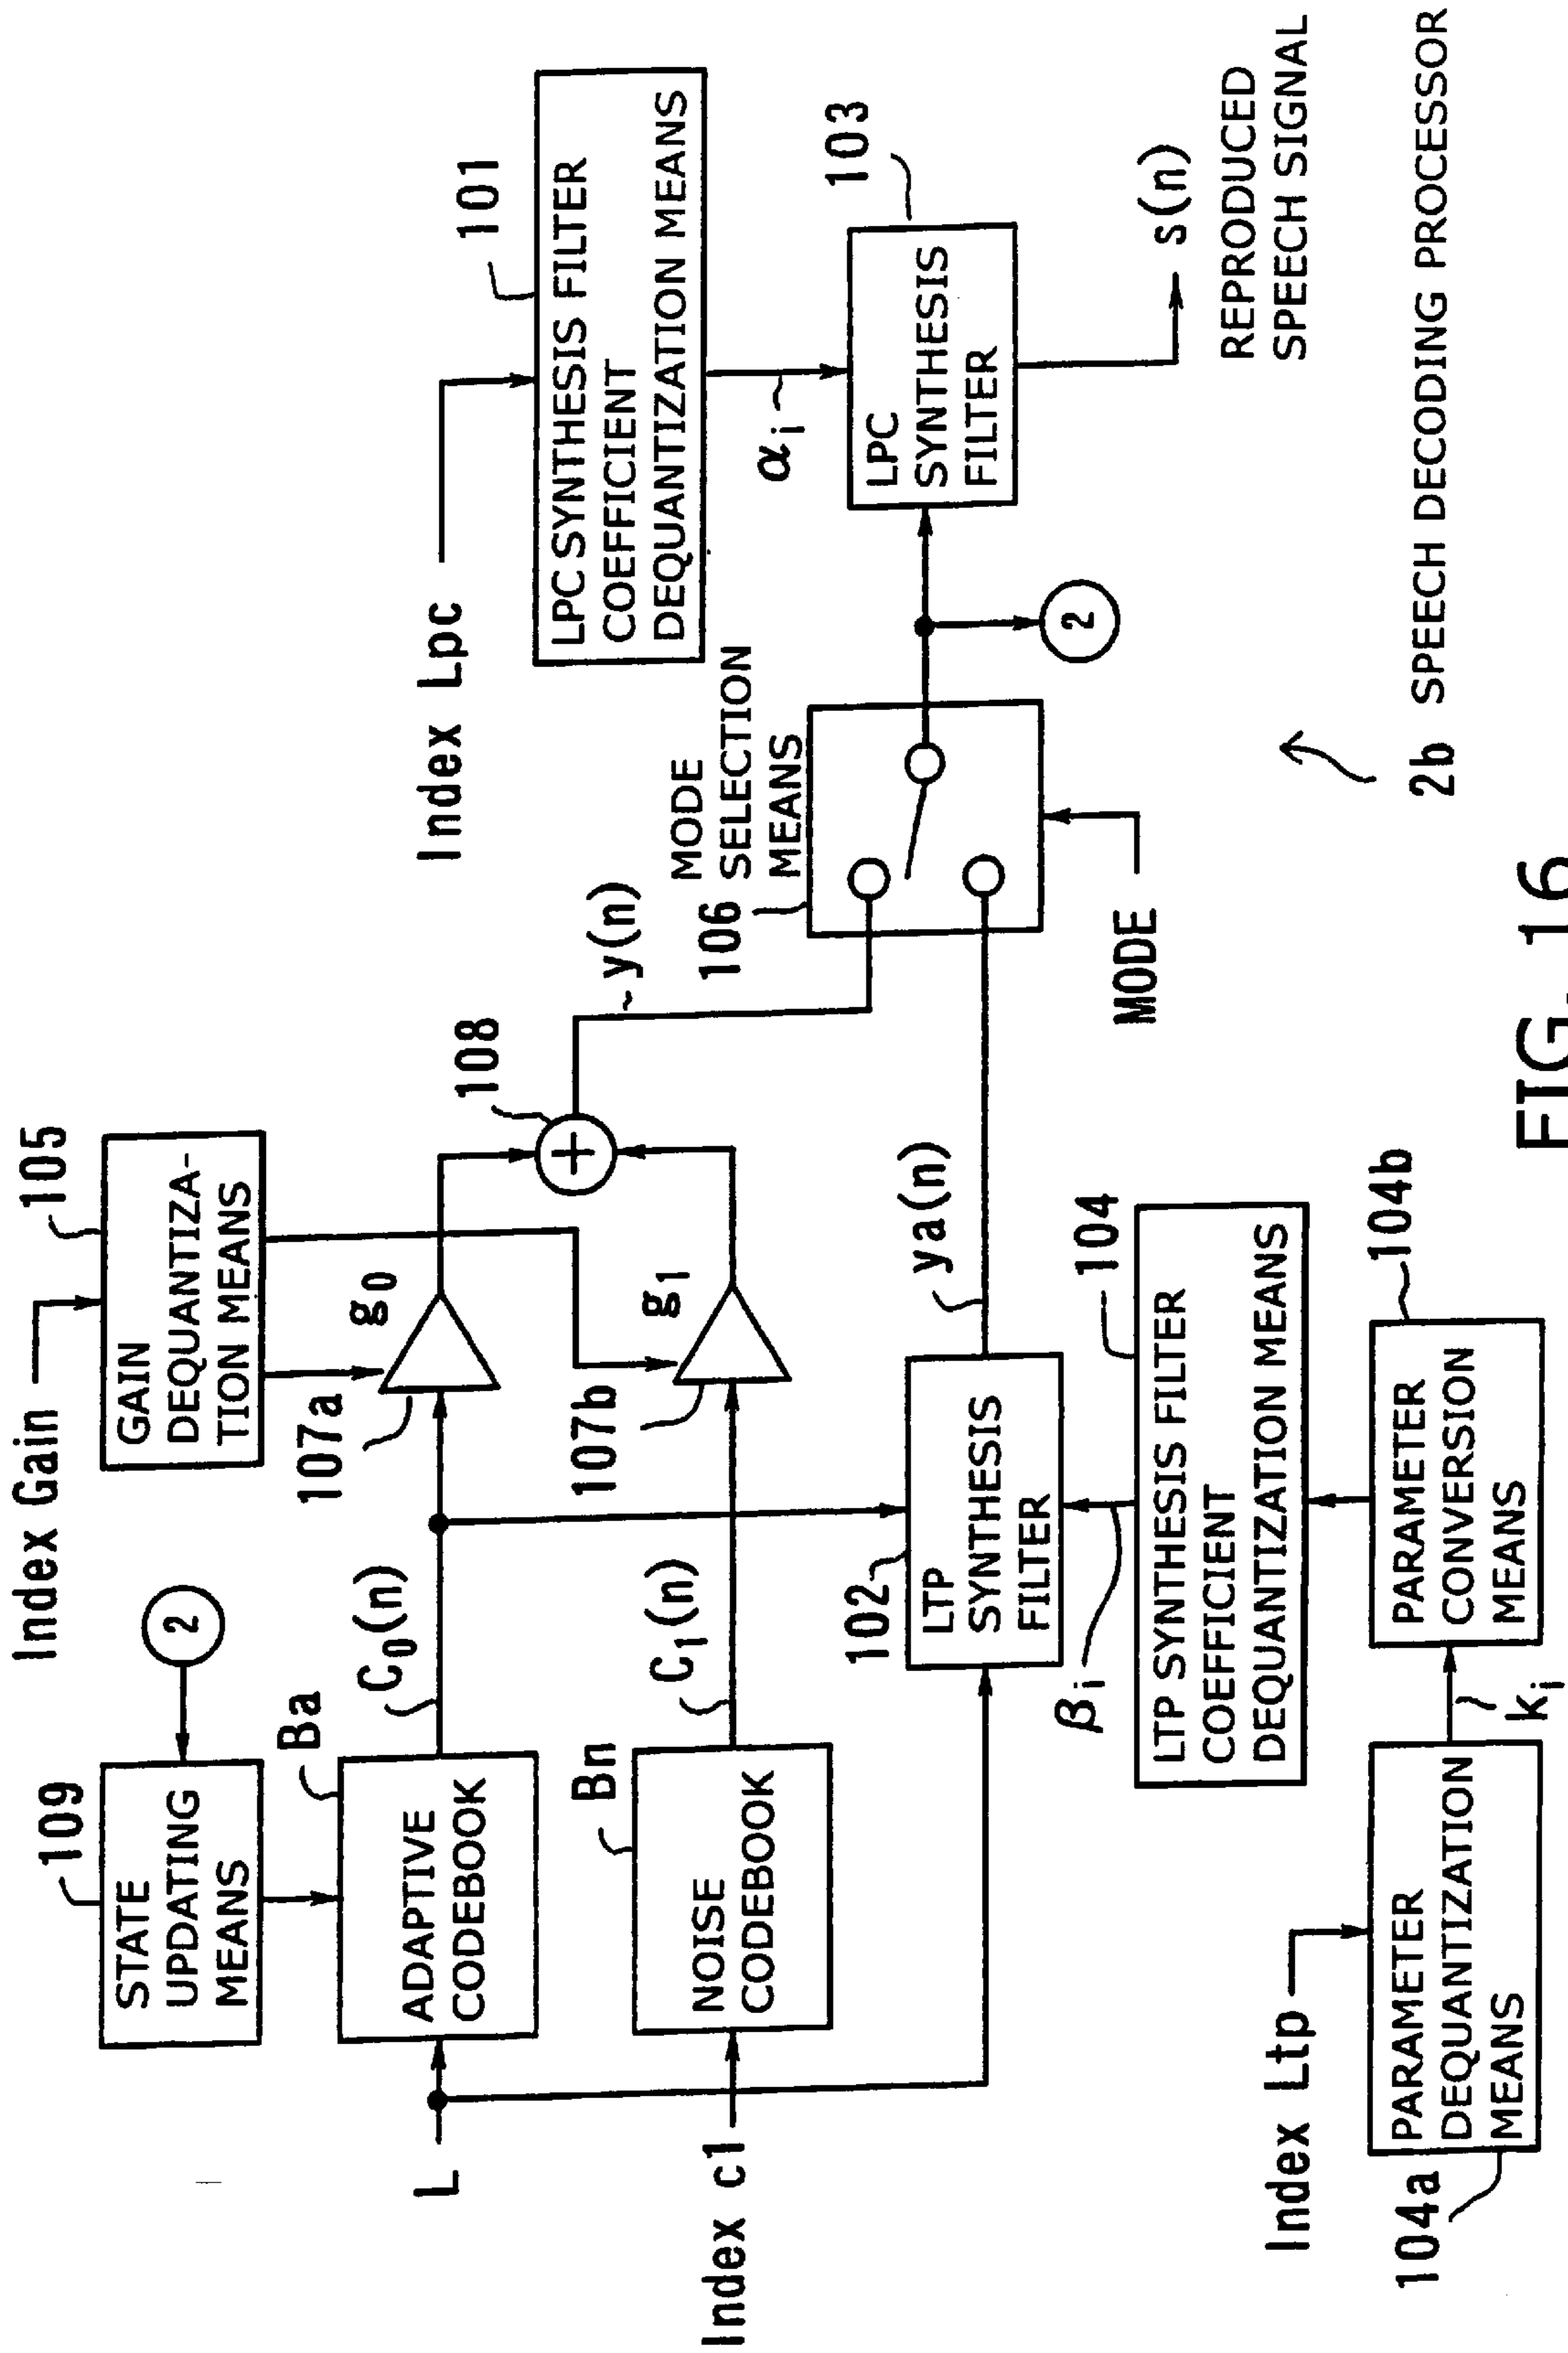 Index Gain
105
GAIN
DEQUANTIZA-
TION MEANS
109
STATE
UPDATING
MEANS
2
107a
g0
108
Ba
ADAPTIVE
CODEBOOK
C0(n)
L
Bn
NOISE
CODEBOOK
C1(n)
Index c1
107b
g1
+
~y(n)
Index Lpc
101
LPC SYNTHESIS FILTER
COEFFICIENT
DEQUANTIZATION MEANS
αi
106
MODE
SELECTION
MEANS
MODE
103
LPC
SYNTHESIS
FILTER
2
s(n)
REPRODUCED
SPEECH SIGNAL
102
LTP
SYNTHESIS
FILTER
ya(n)
βi
104
LTP SYNTHESIS FILTER
COEFFICIENT
DEQUANTIZATION MEANS
Index Ltp
104a
PARAMETER
DEQUANTIZATION
MEANS
ki
104b
PARAMETER
CONVERSION
MEANS
2b SPEECH DECODING PROCESSOR
FIG. 16